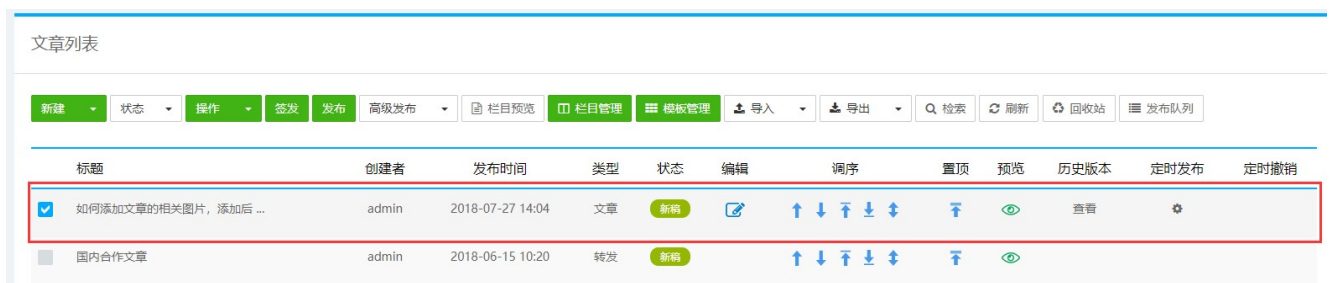 文章列表
新建 状态 操作 签发 发布 高级发布 栏目预览 栏目管理 模板管理 导入 导出 检索 刷新 回收站 发布队列
标题 创建者 发布时间 类型 状态 编辑 调序 置顶 预览 历史版本 定时发布 定时撤销
如何添加文章的相关图片，添加后 ... admin 2018-07-27 14:04 文章 新稿 查看
国内合作文章 admin 2018-06-15 10:20 转发 新稿